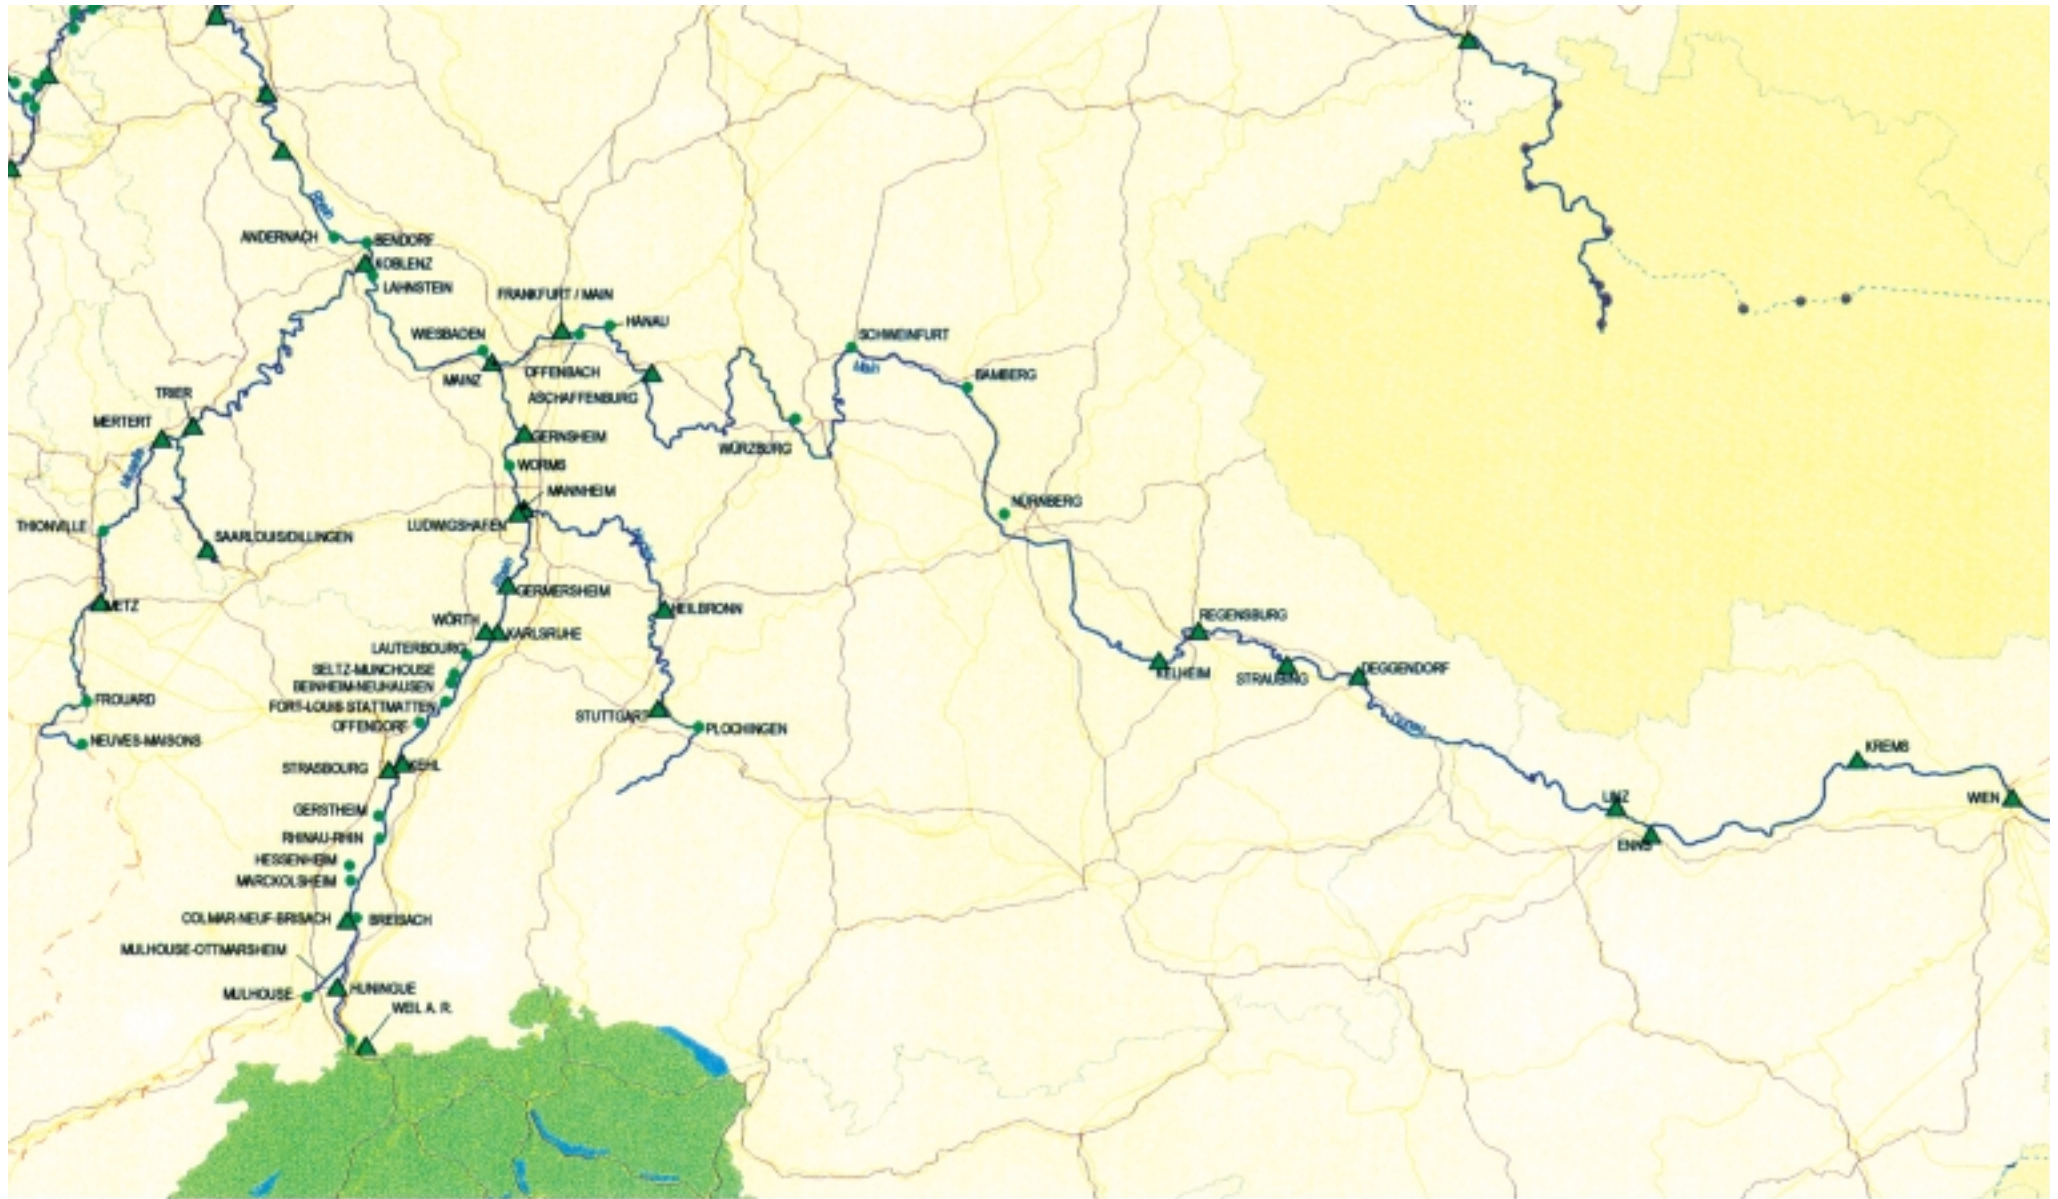 Rhein
ANDERNACH
BENDORF
KOBLENZ
LAHNSTEIN
FRANKFURT / MAIN
HANAU
WIESBADEN
SCHWEINFURT
Main
MAINZ
OFFENBACH
BAMBERG
ASCHAFFENBURG
TRIER
MERTERT
GERNSHEIM
WÜRZBURG
WORMS
MANNHEIM
NÜRNBERG
THIONVILLE
LUDWIGSHAFEN
SAARLOUIS/DILLINGEN
GERMERSHEIM
METZ
HEILBRONN
REGENSBURG
WÖRTH
KARLSRUHE
LAUTERBOURG
SELTZ-MUNCHOUSE
KELHEIM
STRAUBING
DEGGENDORF
BEINHEIM-NEUHAUSEN
FROUARD
FORT-LOUIS STATTMATTEN
STUTTGART
OFFENDORF
PLOCHINGEN
NEUVES-MAISONS
KREMS
STRASBOURG
KEHL
LINZ
WIEN
GERSTHEIM
RHINAU-RHIN
ENNS
HESSENHEIM
MARCKOLSHEIM
COLMAR-NEUF-BRISACH
BREISACH
MULHOUSE-OTTMARSHEIM
MULHOUSE
HUNINGUE
WEIL A. R.